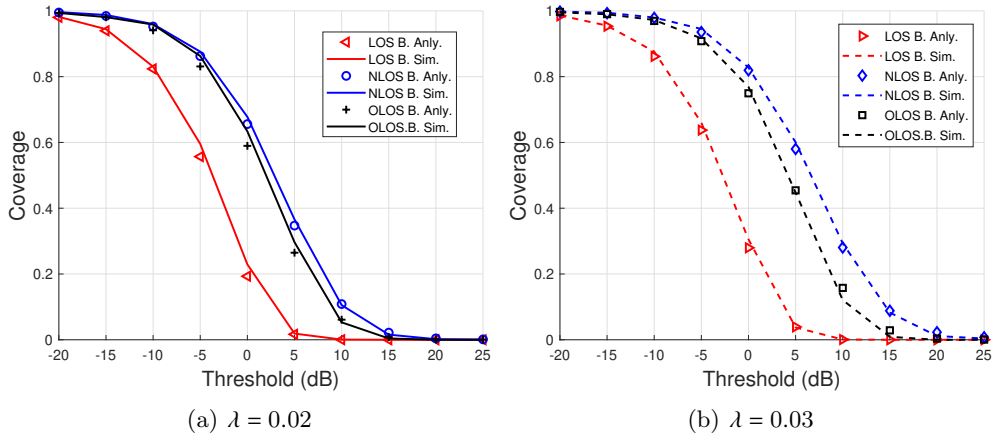 1
0.8
0.6
0.4
0.2
0
Coverage
-20 -15 -10 -5 0 5 10 15 20 25
Threshold (dB)
LOS B. Anly.
LOS B. Sim.
NLOS B. Anly.
NLOS B. Sim.
OLOS B. Anly.
OLOS.B. Sim.
(a) λ = 0.02
1
0.8
0.6
0.4
0.2
0
Coverage
-20 -15 -10 -5 0 5 10 15 20 25
Threshold (dB)
LOS B. Anly.
LOS B. Sim.
NLOS B. Anly.
NLOS B. Sim.
OLOS B. Anly.
OLOS.B. Sim.
(b) λ = 0.03